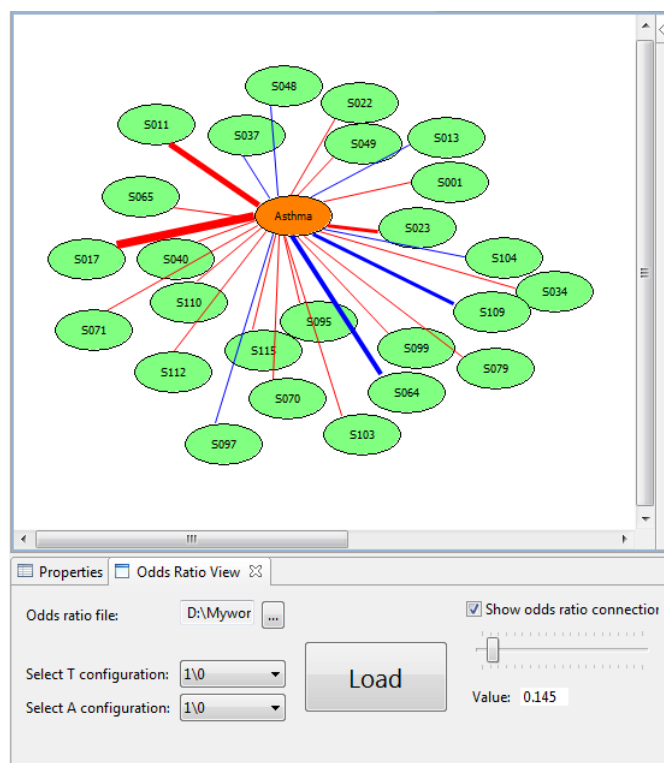 S048
S022
S011
S037
S049
S013
S001
S065
Asthma
S023
S017
S040
S104
S034
S110
S109
S071
S095
S115
S099
S079
S112
S064
S070
S103
S097
Properties
Odds Ratio View
Odds ratio file:
D:\Mywor
...
Show odds ratio connection
Select T configuration:
1\0
Load
Value:
0.145
Select A configuration:
1\0